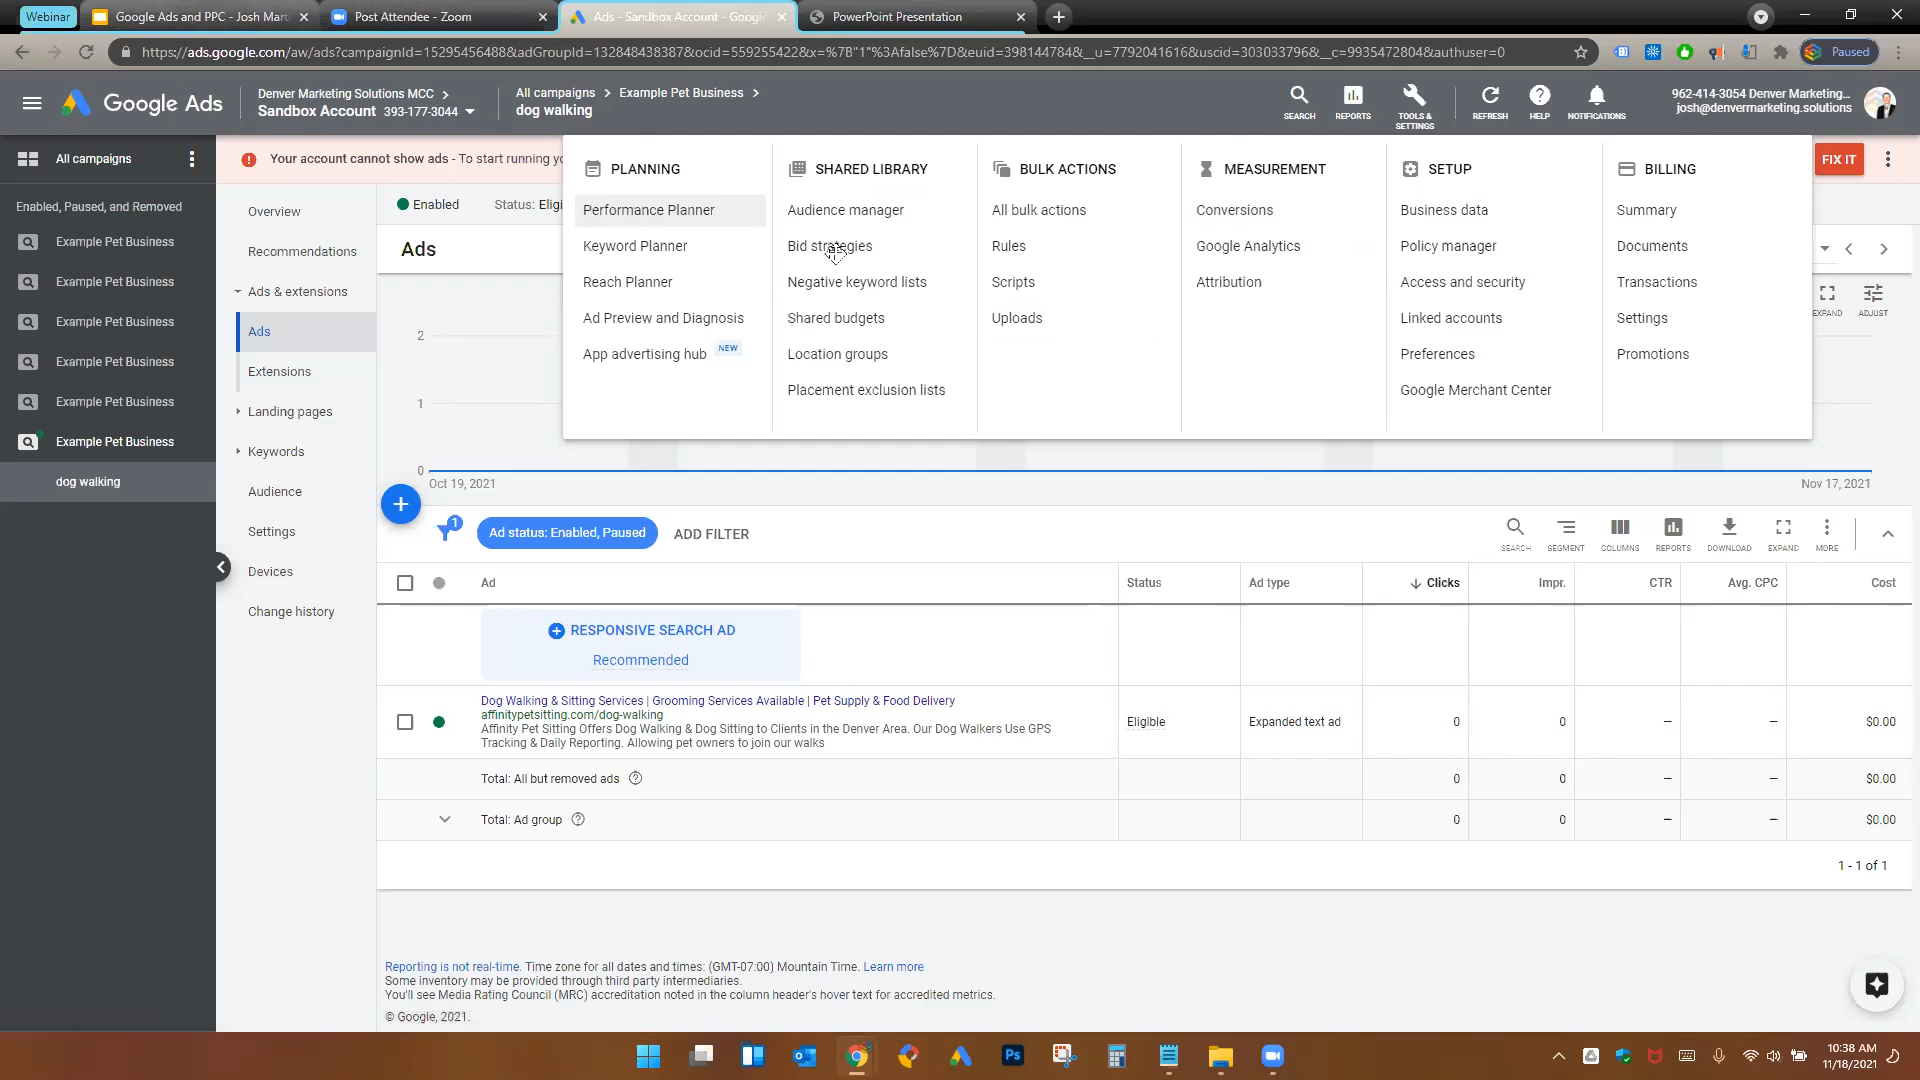 Webinar
Google Ads and PPC - Josh Mart
Post Attendee - Zoom
Ads - Sandbox Account - Google
PowerPoint Presentation
https://ads.google.com/aw/ads?campaignId=15295456488&adGroupId=132848438387&ocid=559255422&x=%7B"1"%3Afalse%7D&euid=398144784&__u=7792041616&uscid=303033796&__c=9935472804&authuser=0
Paused
Google Ads
Denver Marketing Solutions MCC
Sandbox Account 393-177-3044
All campaigns
Example Pet Business
dog walking
SEARCH
REPORTS
TOOLS & SETTINGS
REFRESH
HELP
NOTIFICATIONS
962-414-3054 Denver Marketing...
josh@denvermarketing.solutions
All campaigns
Your account cannot show ads - To start running yo
FIX IT
Enabled, Paused, and Removed
Example Pet Business
Example Pet Business
Example Pet Business
Example Pet Business
Example Pet Business
Example Pet Business
dog walking
Overview
Recommendations
Ads & extensions
Ads
Extensions
Landing pages
Keywords
Audience
Settings
Devices
Change history
Enabled
Status: Eligi
Ads
PLANNING
Performance Planner
Keyword Planner
Reach Planner
Ad Preview and Diagnosis
App advertising hub NEW
SHARED LIBRARY
Audience manager
Bid strategies
Negative keyword lists
Shared budgets
Location groups
Placement exclusion lists
BULK ACTIONS
All bulk actions
Rules
Scripts
Uploads
MEASUREMENT
Conversions
Google Analytics
Attribution
SETUP
Business data
Policy manager
Access and security
Linked accounts
Preferences
Google Merchant Center
BILLING
Summary
Documents
Transactions
Settings
Promotions
EXPAND
ADJUST
2
1
0
Oct 19, 2021
Nov 17, 2021
1
Ad status: Enabled, Paused
ADD FILTER
SEARCH
SEGMENT
COLUMNS
REPORTS
DOWNLOAD
EXPAND
MORE
Ad
Status
Ad type
Clicks
Impr.
CTR
Avg. CPC
Cost
RESPONSIVE SEARCH AD
Recommended
Dog Walking & Sitting Services | Grooming Services Available | Pet Supply & Food Delivery
affinitypetsitting.com/dog-walking
Affinity Pet Sitting Offers Dog Walking & Dog Sitting to Clients in the Denver Area. Our Dog Walkers Use GPS
Tracking & Daily Reporting. Allowing pet owners to join our walks
Eligible
Expanded text ad
0
0
—
—
$0.00
Total: All but removed ads
0
0
—
—
$0.00
Total: Ad group
0
0
—
—
$0.00
1 - 1 of 1
Reporting is not real-time. Time zone for all dates and times: (GMT-07:00) Mountain Time. Learn more
Some inventory may be provided through third party intermediaries.
You'll see Media Rating Council (MRC) accreditation noted in the column header's hover text for accredited metrics.
© Google, 2021.
Ps
10:38 AM
11/18/2021